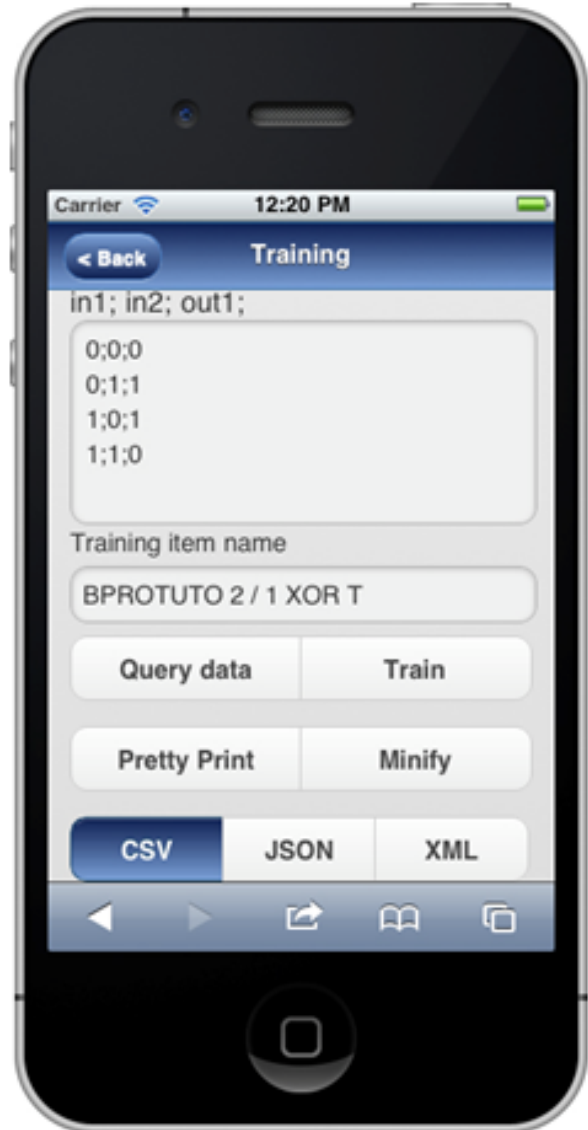 Carrier 12:20 PM
< Back Training
in1; in2; out1;
0;0;0
0;1;1
1;0;1
1;1;0
Training item name
BPROTUTO 2 / 1 XOR T
Query data Train
Pretty Print Minify
CSV JSON XML